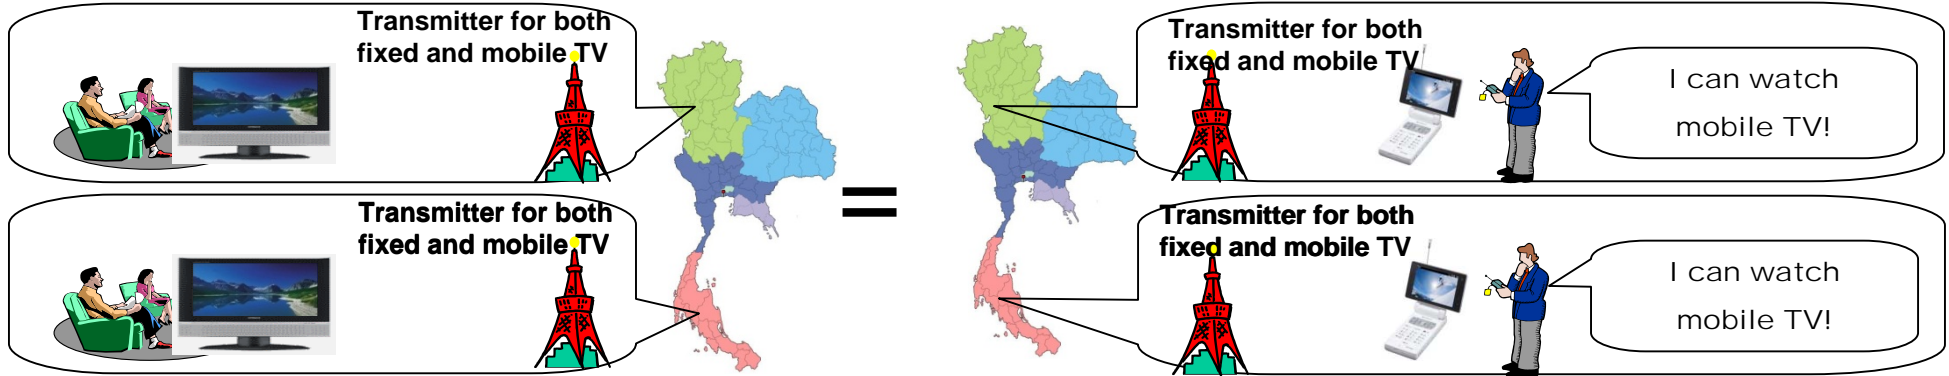 Transmitter for both
fixed and mobile TV
Transmitter for both
fixed and mobile TV
I can watch
mobile TV!
=
Transmitter for both
fixed and mobile TV
Transmitter for both
fixed and mobile TV
I can watch
mobile TV!